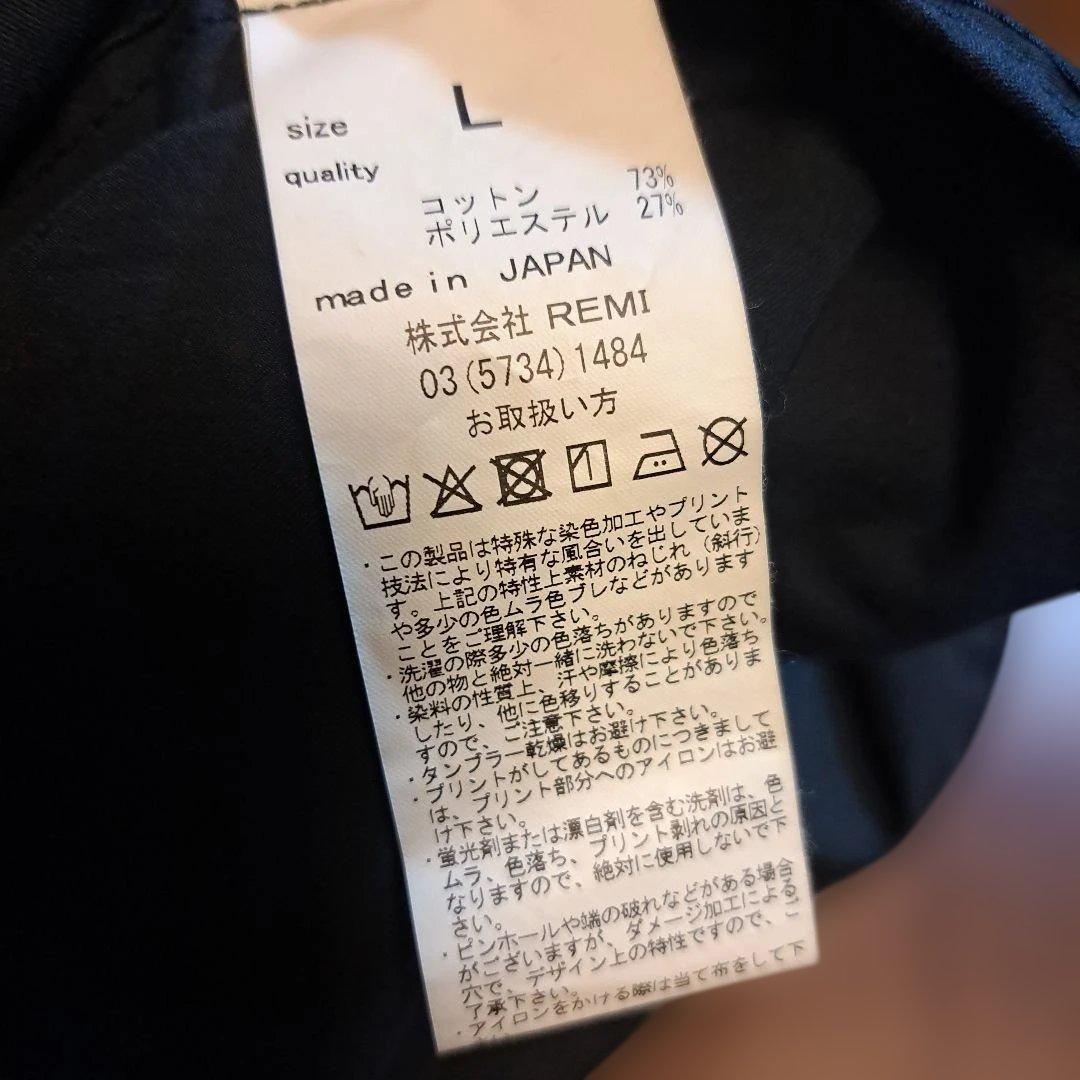 size L
quality
コットン 73%
ポリエステル 27%
made in JAPAN
株式会社 REMI
03(5734)1484
お取扱い方
・この製品は特殊な染色加工やプリント
技法により特有な風合いを出していま
す。上記の特性上素材のねじれ（斜行）
や多少の色ムラ色ブレなどがあります
ことをご理解下さい。
・洗濯の際多少の色落ちがありますので
他の物と絶対一緒に洗わないで下さい。
・染料の性質上、汗や摩擦により色落ち
したり、他に色移りすることがありま
すので、ご注意下さい。
・タンブラー乾燥はお避け下さい。
・プリントがしてあるものにつきまして
は、プリント部分へのアイロンはお避
け下さい。
・蛍光剤または漂白剤を含む洗剤は、色
ムラ、色落ち、プリント剥れの原因と
なりますので、絶対に使用しないで下
さい。
・ピンホールや端の破れなどがある場合
がございますが、ダメージ加工による
穴で、デザイン上の特性ですので、ご
了承下さい。
・アイロンをかける際は当て布をして下